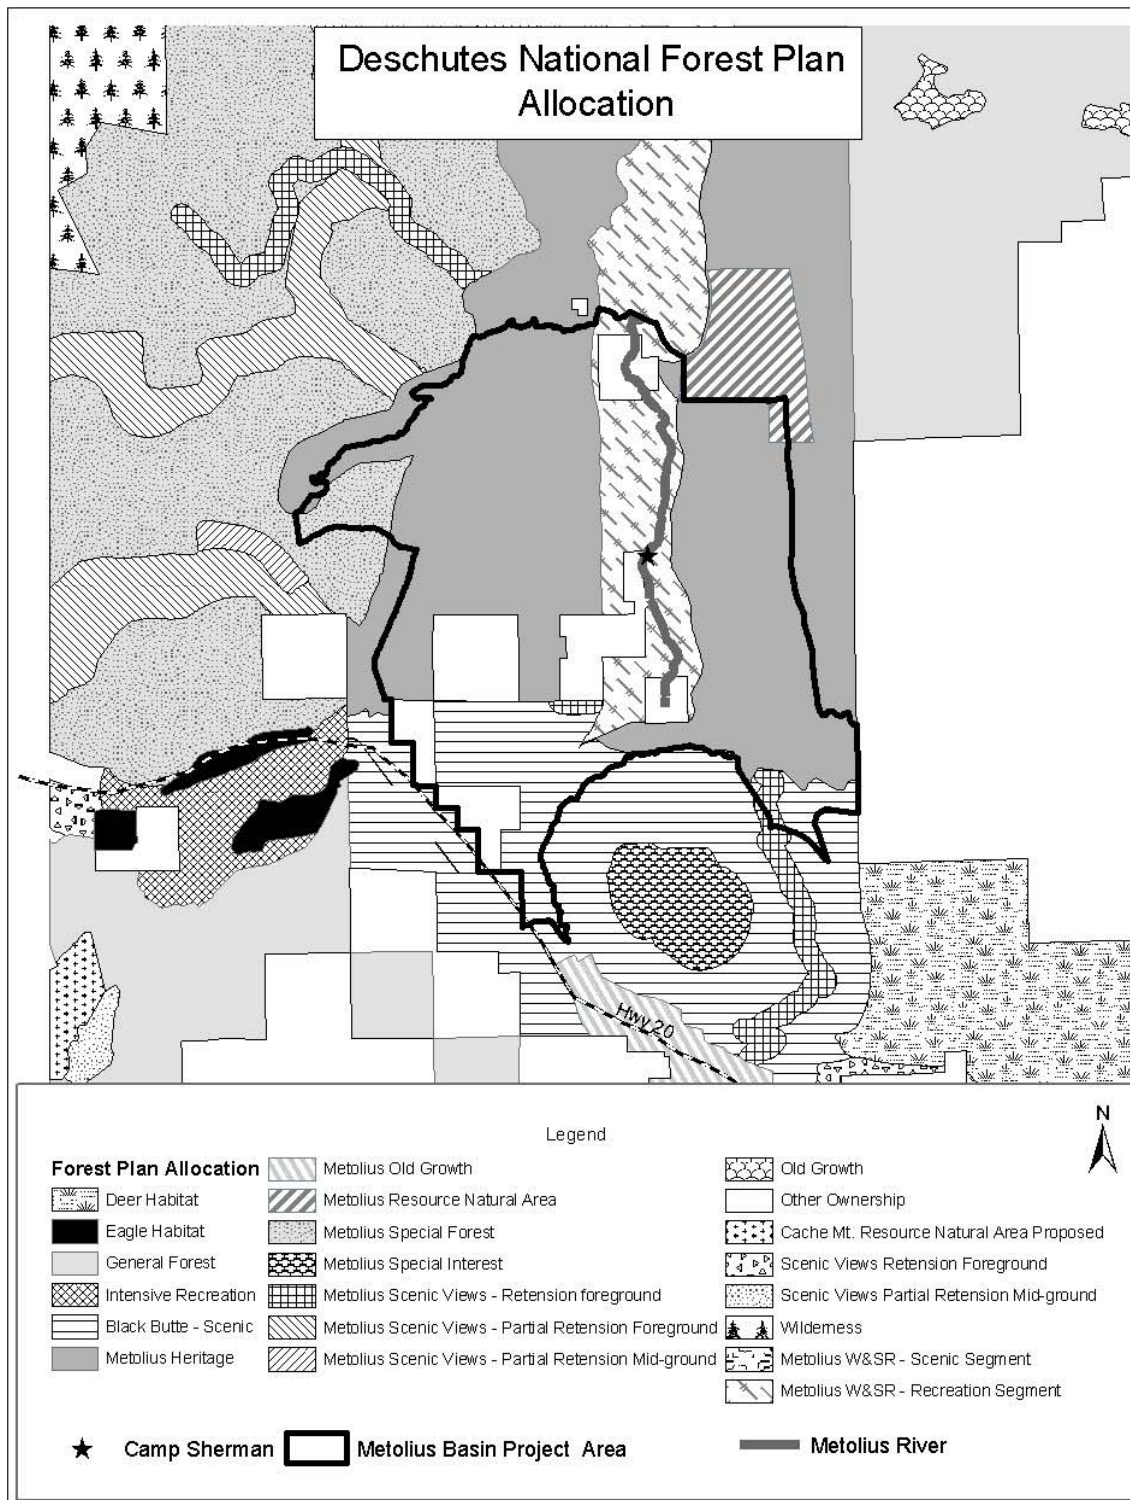 Deschutes National Forest Plan
Allocation
Hwy 20
N
Legend
Forest Plan Allocation
Deer Habitat
Eagle Habitat
General Forest
Intensive Recreation
Black Butte - Scenic
Metolius Heritage
Metolius Old Growth
Metolius Resource Natural Area
Metolius Special Forest
Metolius Special Interest
Metolius Scenic Views - Retension foreground
Metolius Scenic Views - Partial Retension Foreground
Metolius Scenic Views - Partial Retension Mid-ground
Old Growth
Other Ownership
Cache Mt. Resource Natural Area Proposed
Scenic Views Retension Foreground
Scenic Views Partial Retension Mid-ground
Wilderness
Metolius W&SR - Scenic Segment
Metolius W&SR - Recreation Segment
Camp Sherman
Metolius Basin Project Area
Metolius River